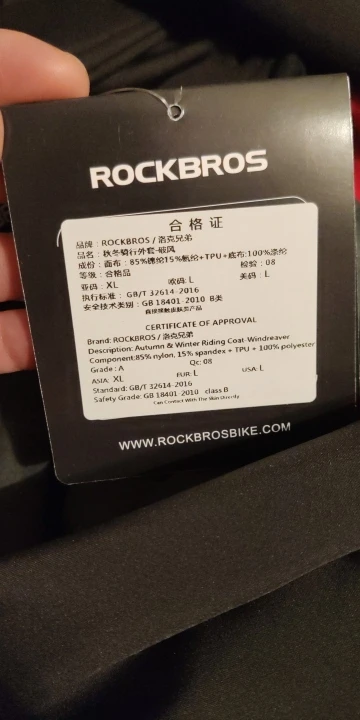 ROCKBROS
合格证
品牌：ROCKBROS / 洛克兄弟
品名：秋冬骑行外套-破风
成份：面布：85%锦纶15%氨纶+TPU+底布:100%涤纶
等级：合格品 检验：08
亚码：XL 欧码：L 美码：L
执行标准：GB/T 32614-2016
安全技术类别：GB 18401-2010 B类
直接接触皮肤类产品
CERTIFICATE OF APPROVAL
Brand: ROCKBROS / 洛克兄弟
Description: Autumn & Winter Riding Coat-Windreaver
Component:85% nylon, 15% spandex + TPU + 100% polyester
Grade: A Qc: 08
ASIA: XL EUR: L USA: L
Standard: GB/T 32614-2016
Safety Grade: GB 18401-2010 class B
Can Contact With The Skin Directly
WWW.ROCKBROSBIKE.COM